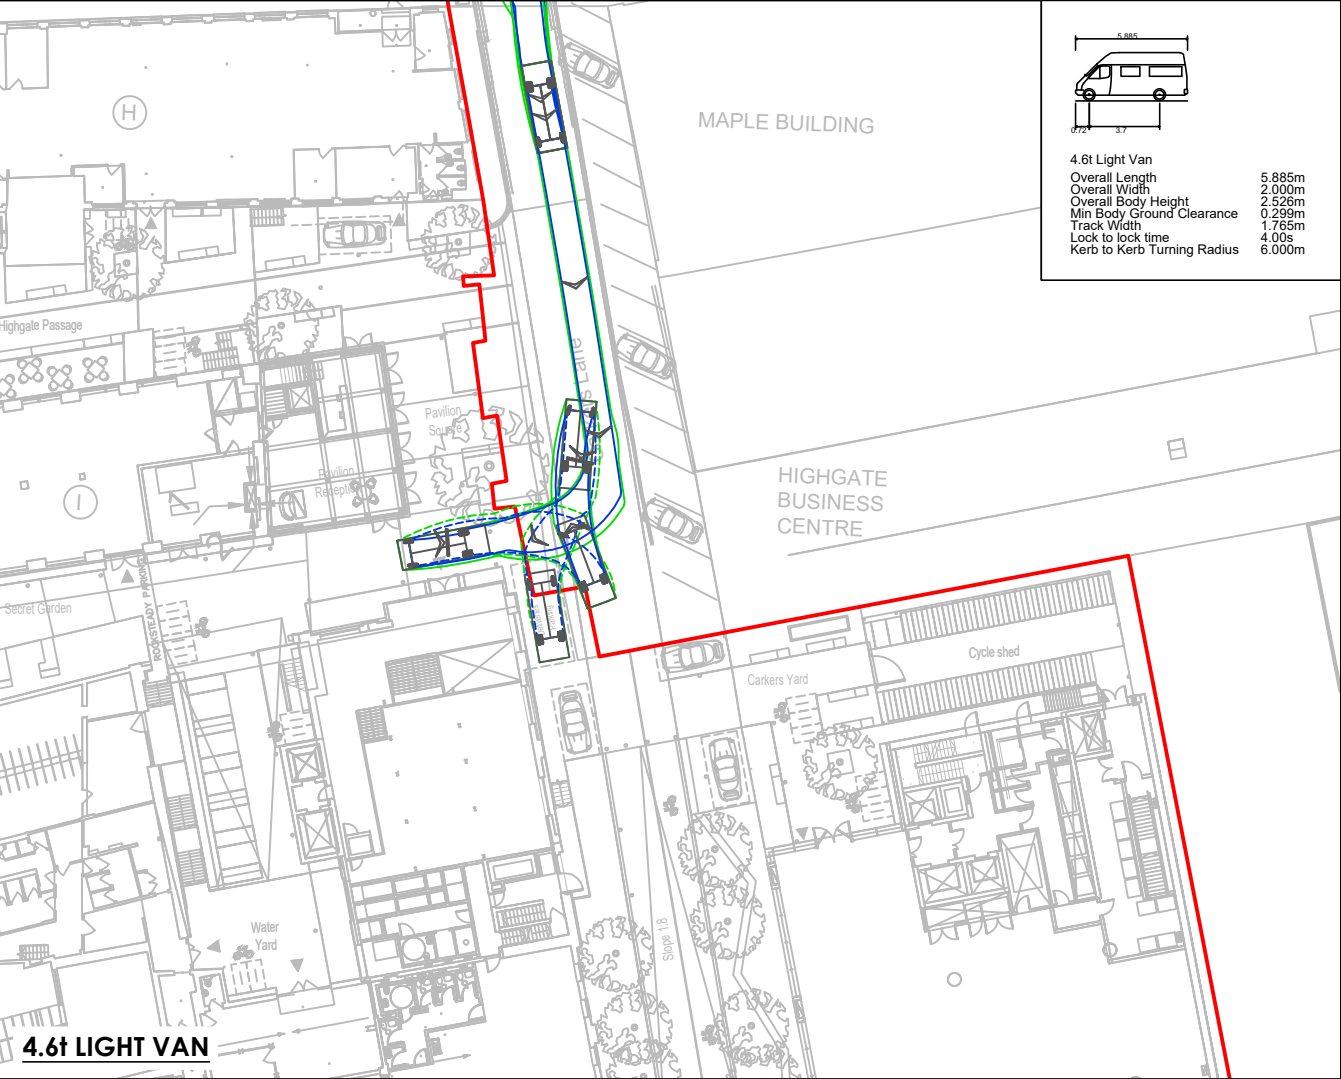 5.885
0.72
3.7
4.6t Light Van
Overall Length 5.885m
Overall Width 2.000m
Overall Body Height 2.526m
Min Body Ground Clearance 0.299m
Track Width 1.765m
Lock to lock time 4.00s
Kerb to Kerb Turning Radius 6.000m
MAPLE BUILDING
H
Highgate Passage
Lane
Pavilion
Square
Pavilion
I
HIGHGATE
BUSINESS
CENTRE
Secret Garden
ROCKSTEADY PARKING
Cycle shed
Carkers Yard
Water
Yard
Slope 1:8
4.6t LIGHT VAN